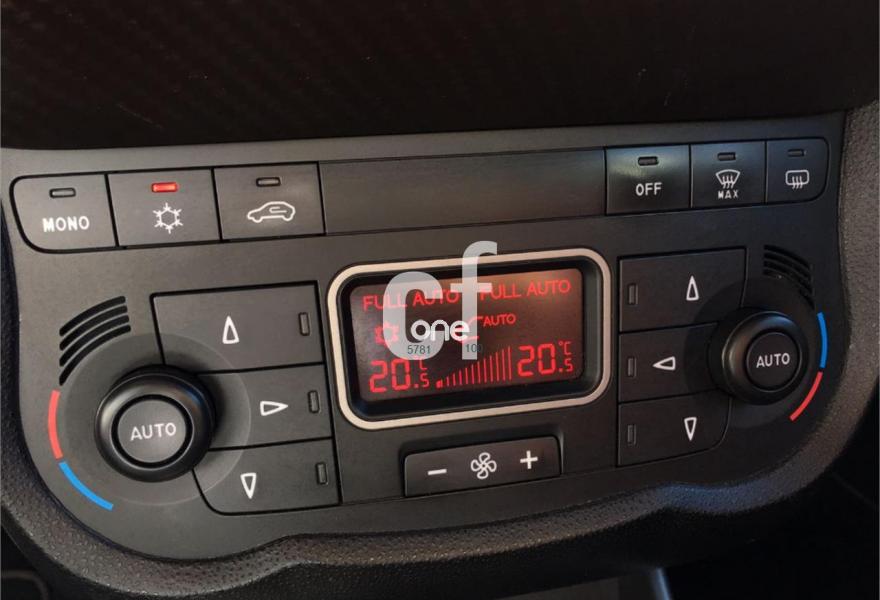 MONO
OFF
MAX
FULL AUTO FULL AUTO
AUTO
20.5 °C 20.5 °C
AUTO
AUTO
- +
cf
one
5781 100